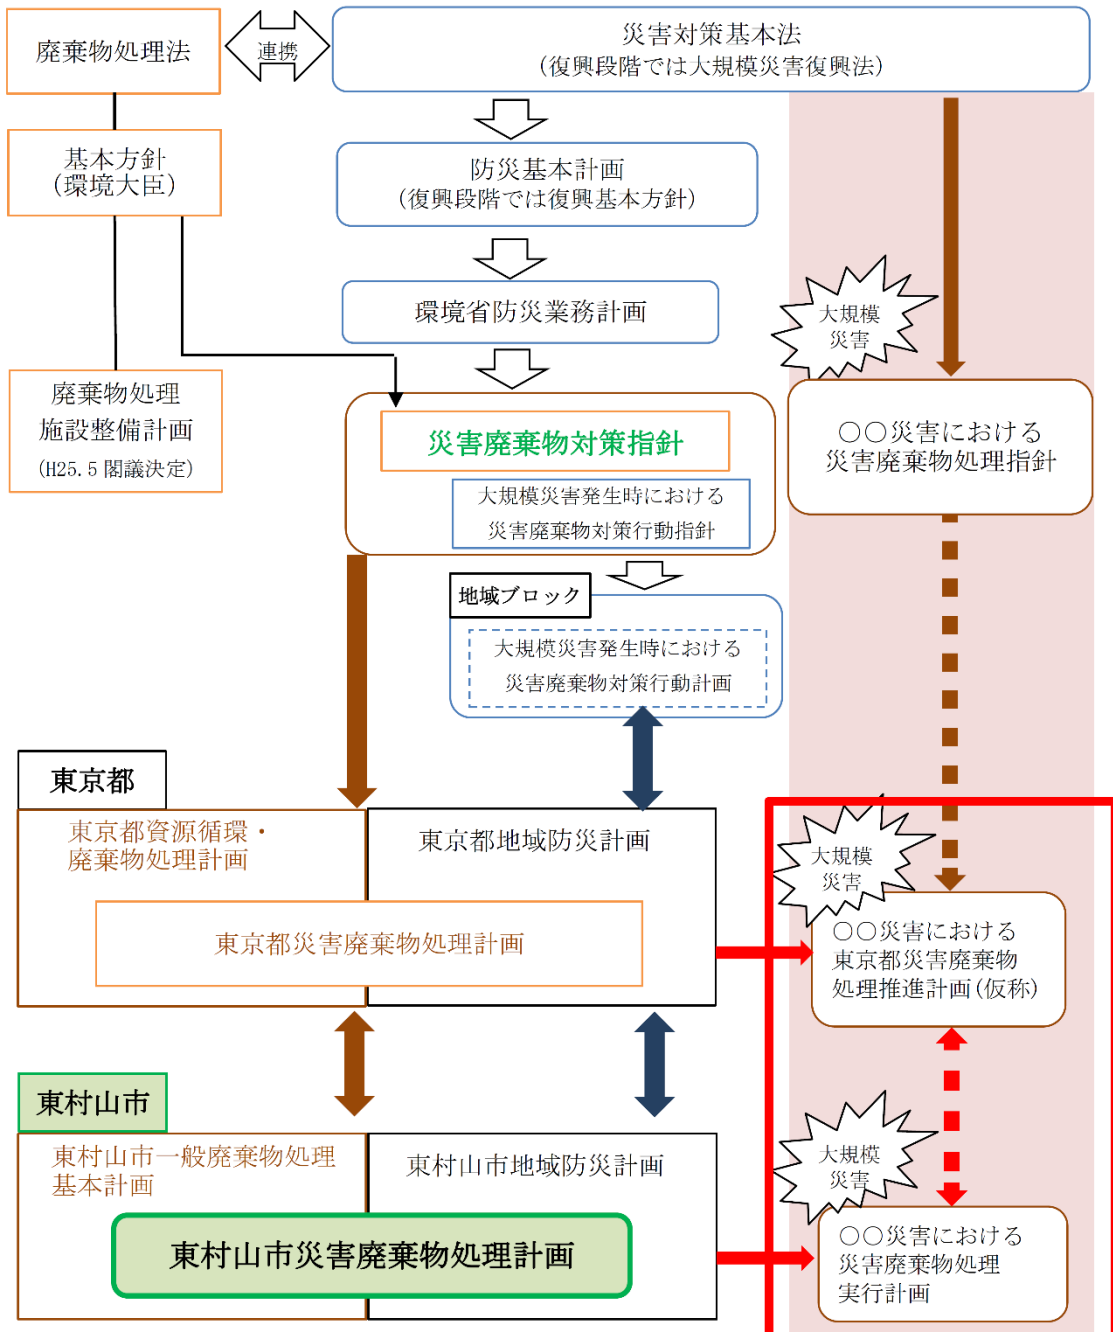 廃棄物処理法
連携
災害対策基本法
(復興段階では大規模災害復興法)
基本方針
(環境大臣)
防災基本計画
(復興段階では復興基本方針)
環境省防災業務計画
大規模
災害
廃棄物処理
施設整備計画
(H25.5 閣議決定)
災害廃棄物対策指針
大規模災害発生時における
災害廃棄物対策行動指針
〇〇災害における
災害廃棄物処理指針
地域ブロック
大規模災害発生時における
災害廃棄物対策行動計画
東京都
東京都資源循環・
廃棄物処理計画
東京都地域防災計画
東京都災害廃棄物処理計画
大規模
災害
〇〇災害における
東京都災害廃棄物
処理推進計画(仮称)
東村山市
東村山市一般廃棄物処理
基本計画
東村山市地域防災計画
東村山市災害廃棄物処理計画
大規模
災害
〇〇災害における
災害廃棄物処理
実行計画